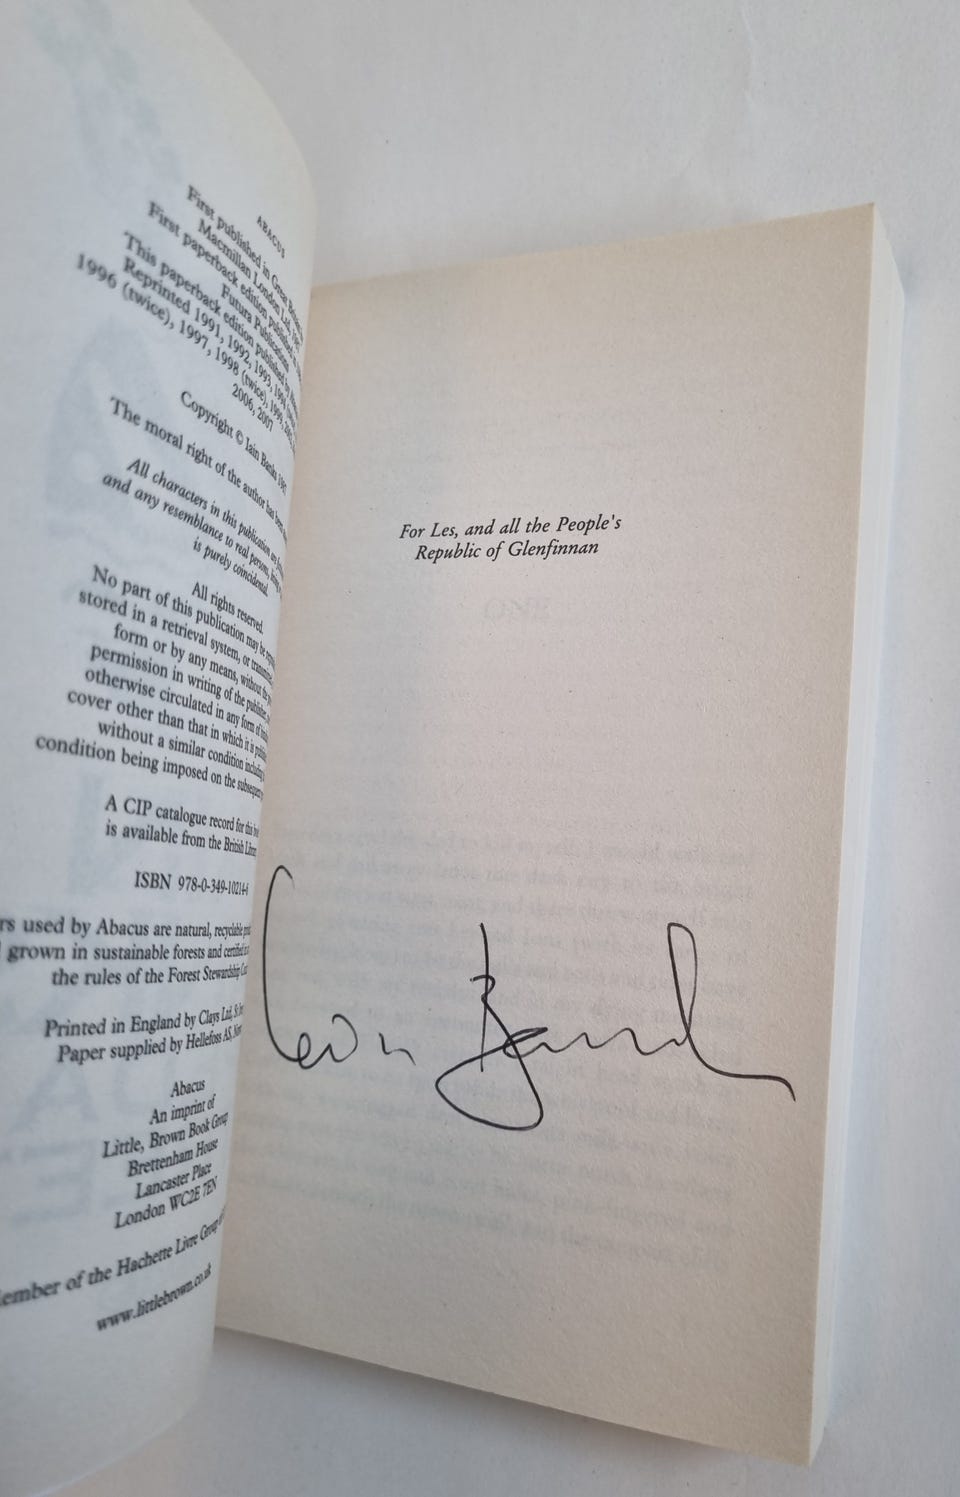 ABACUS
First published in Great
Macmillan London Ltd,
First paperback edition published in
Futura Publications
This paperback edition published by
Reprinted 1991, 1992, 1993,
1996 (twice), 1997, 1998 (twice),
2006, 2007
Copyright © Iain Banks
The moral right of the author has been
All characters in this publication are
and any resemblance to real persons,
is purely coincidental.
All rights reserved.
No part of this publication may be
stored in a retrieval system, or
form or by any means, without the
permission in writing of the publisher,
otherwise circulated in any form of
cover other than that in which it is
without a similar condition including
condition being imposed on the
A CIP catalogue record for this
is available from the British
ISBN 978-0-349-10214-6
used by Abacus are natural, recyclable
grown in sustainable forests and certified
the rules of the Forest Stewardship
Printed in England by Clays Ltd,
Paper supplied by Hellefoss AS,
Abacus
An imprint of
Little, Brown Book Group
Brettenham House
Lancaster Place
London WC2E 7EN
of the Hachette Livre Group
www.littlebrown.co.uk
For Les, and all the People's
Republic of Glenfinnan
Iain Banks